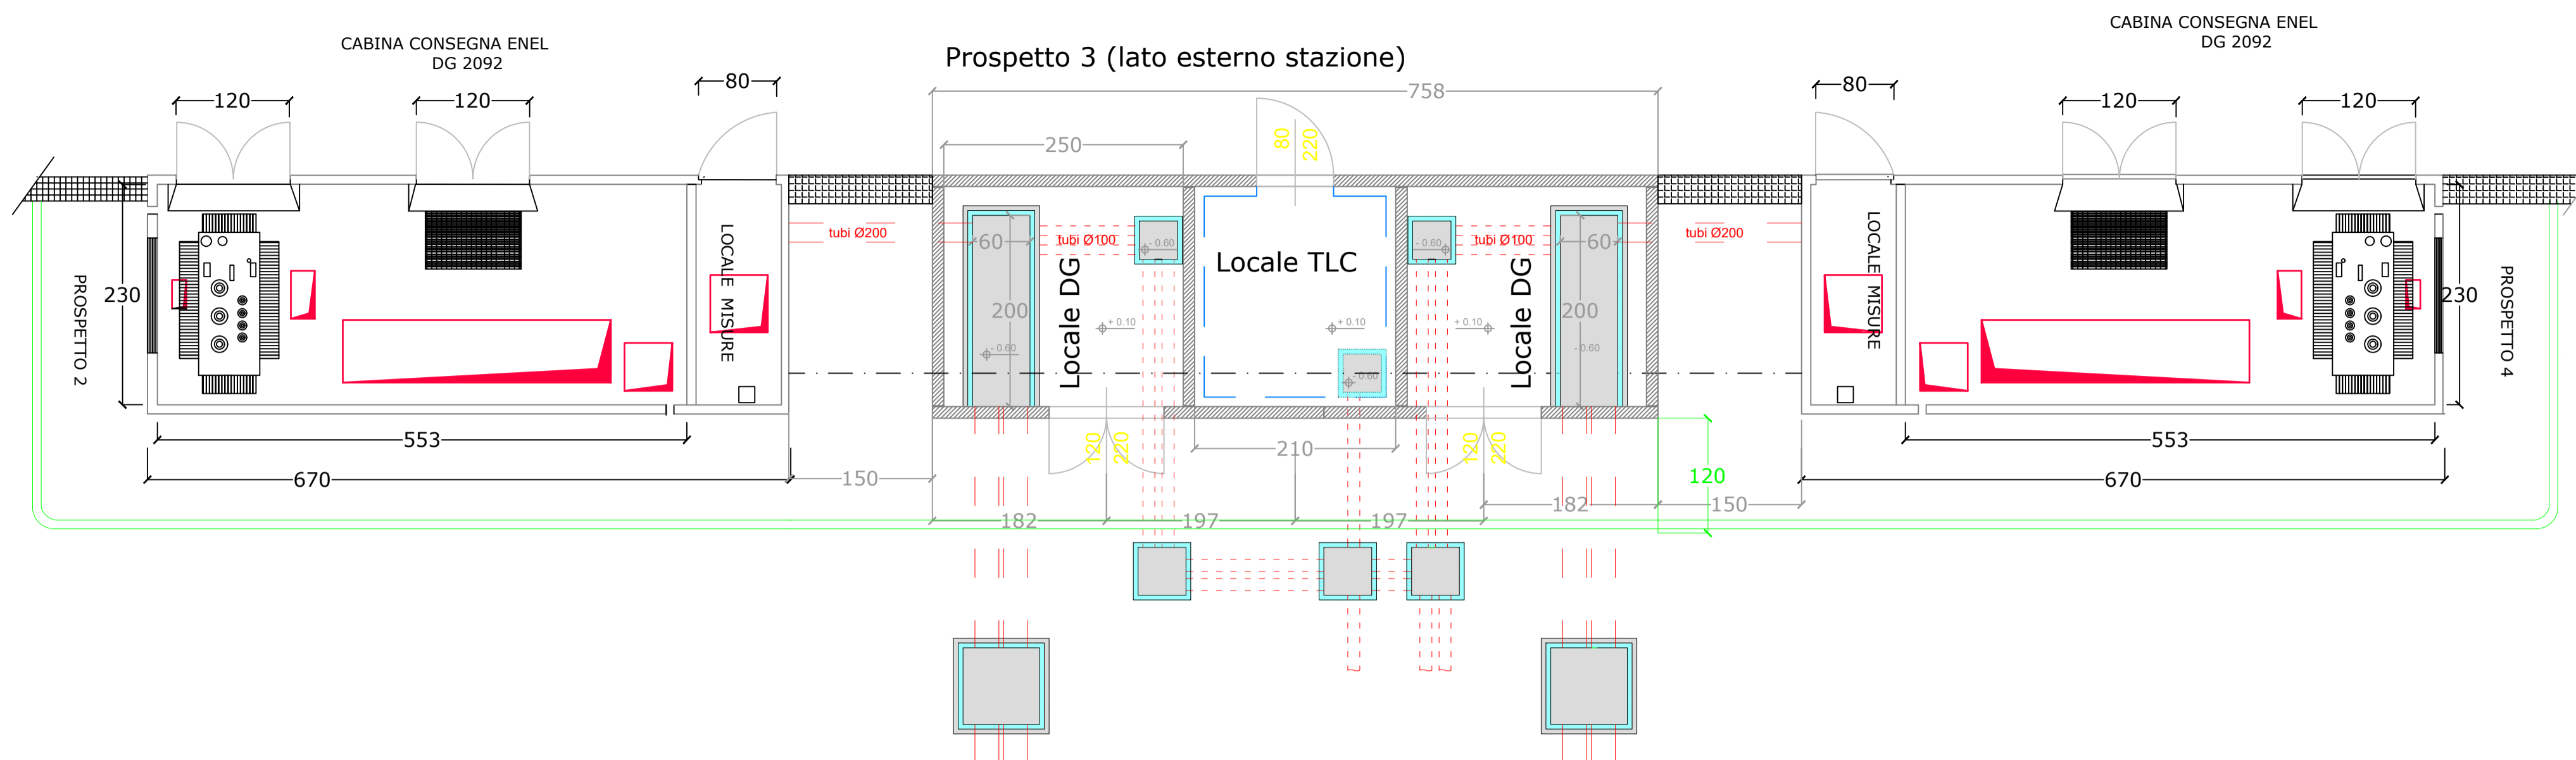 CABINA CONSEGNA ENEL
DG 2092
Prospetto 3 (lato esterno stazione)
CABINA CONSEGNA ENEL
DG 2092
120
120
80
758
80
120
120
250
80
220
tubi Ø200
60
tubi Ø100
- 0.60
- 0.60
tubi Ø100
60
tubi Ø200
PROSPETTO 2
230
LOCALE MISURE
200
Locale DG
+ 0.10
- 0.60
Locale TLC
+ 0.10
- 0.60
+ 0.10
Locale DG
200
- 0.60
LOCALE MISURE
230
PROSPETTO 4
553
670
150
120
220
210
120
220
120
553
670
182
197
197
182
150